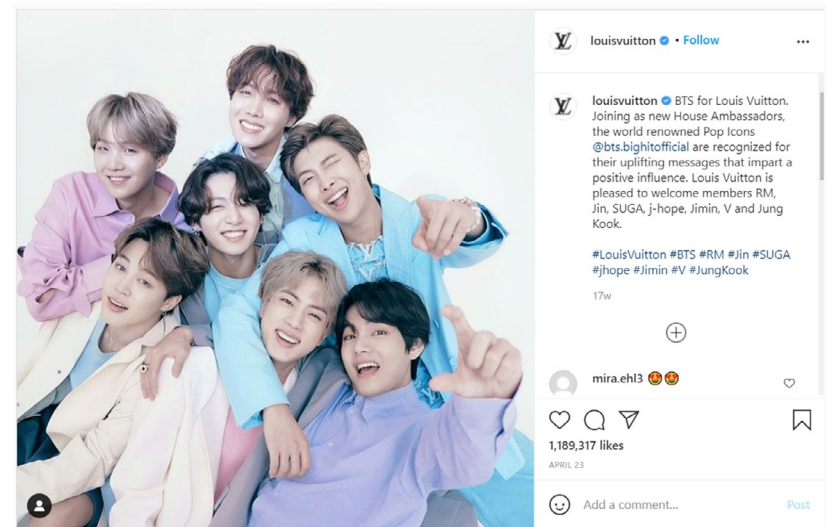 louisvuitton • Follow
louisvuitton BTS for Louis Vuitton.
Joining as new House Ambassadors,
the world renowned Pop Icons
@bts.bighitofficial are recognized for
their uplifting messages that impart a
positive influence. Louis Vuitton is
pleased to welcome members RM,
Jin, SUGA, j-hope, Jimin, V and Jung
Kook.
#LouisVuitton #BTS #RM #Jin #SUGA
#jhope #Jimin #V #JungKook
17w
mira.ehl3 😍😍
1,189,317 likes
APRIL 23
Add a comment... Post